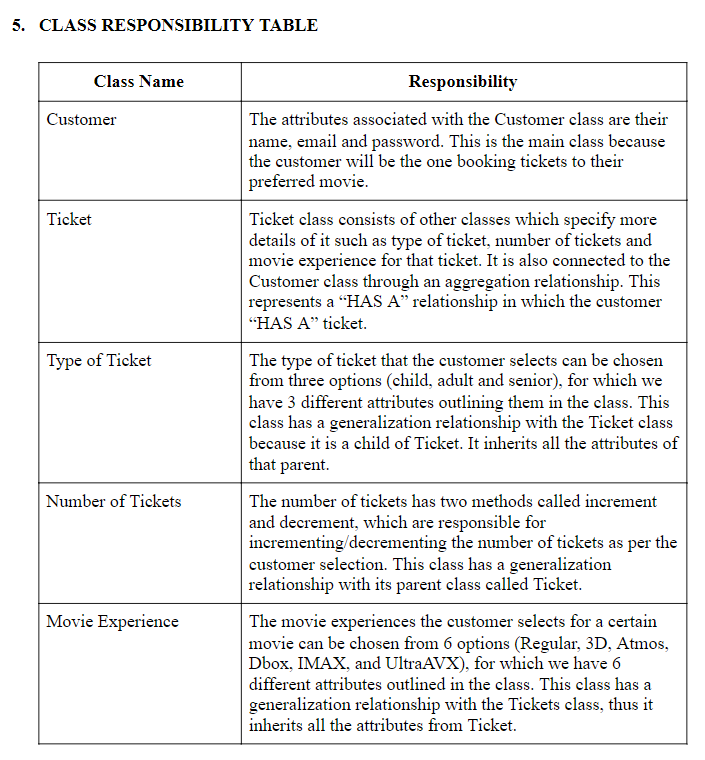 5. CLASS RESPONSIBILITY TABLE
Class Name
Responsibility
Customer
The attributes associated with the Customer class are their
name, email and password. This is the main class because
the customer will be the one booking tickets to their
preferred movie.
Ticket
Ticket class consists of other classes which specify more
details of it such as type of ticket, number of tickets and
movie experience for that ticket. It is also connected to the
Customer class through an aggregation relationship. This
represents a “HAS A” relationship in which the customer
“HAS A” ticket.
Type of Ticket
The type of ticket that the customer selects can be chosen
from three options (child, adult and senior), for which we
have 3 different attributes outlining them in the class. This
class has a generalization relationship with the Ticket class
because it is a child of Ticket. It inherits all the attributes of
that parent.
Number of Tickets
The number of tickets has two methods called increment
and decrement, which are responsible for
incrementing/decrementing the number of tickets as per the
customer selection. This class has a generalization
relationship with its parent class called Ticket.
Movie Experience
The movie experiences the customer selects for a certain
movie can be chosen from 6 options (Regular, 3D, Atmos,
Dbox, IMAX, and UltraAVX), for which we have 6
different attributes outlined in the class. This class has a
generalization relationship with the Tickets class, thus it
inherits all the attributes from Ticket.